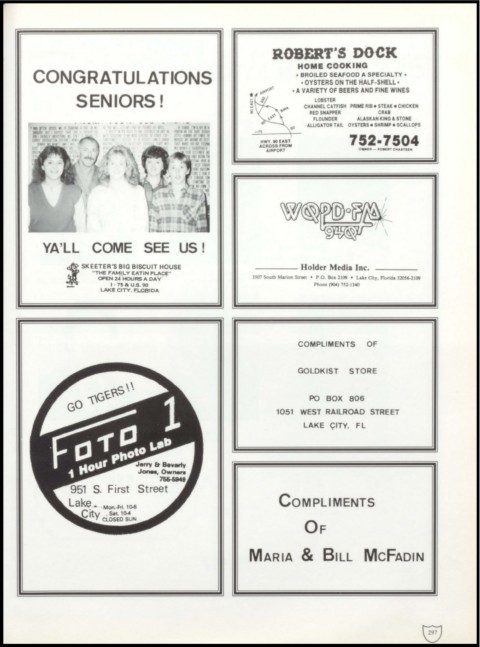 CONGRATULATIONS
SENIORS!
YA'LL COME SEE US!
SKEETER'S BIG BISCUIT HOUSE
"THE FAMILY EATIN PLACE"
OPEN 24 HOURS A DAY
I-75 & U.S. 90
LAKE CITY, FLORIDA
ROBERT'S DOCK
HOME COOKING
• BROILED SEAFOOD A SPECIALTY •
• OYSTERS ON THE HALF-SHELL •
• A VARIETY OF BEERS AND FINE WINES
LOBSTER
CHANNEL CATFISH PRIME RIB • STEAK • CHICKEN
RED SNAPPER CRAB
FLOUNDER ALASKAN KING & STONE
ALLIGATOR TAIL OYSTERS • SHRIMP • SCALLOPS
HWY. 90 EAST
ACROSS FROM
AIRPORT
752-7504
OWNER — ROBERT CHASTEEN
WQPD-FM
94Q
Holder Media Inc.
2507 South Marion Street • P.O. Box 2109 • Lake City, Florida 32056-2109
Phone (904) 752-1340
GO TIGERS!!
FOTO 1
1 Hour Photo Lab
Jerry & Beverly
Jones, Owners
951 S. First Street
Lake City
Mon.-Fri. 10-6
Sat. 10-4
CLOSED SUN.
COMPLIMENTS OF
GOLDKIST STORE
PO BOX 806
1051 WEST RAILROAD STREET
LAKE CITY, FL
COMPLIMENTS
OF
MARIA & BILL MCFADIN
297